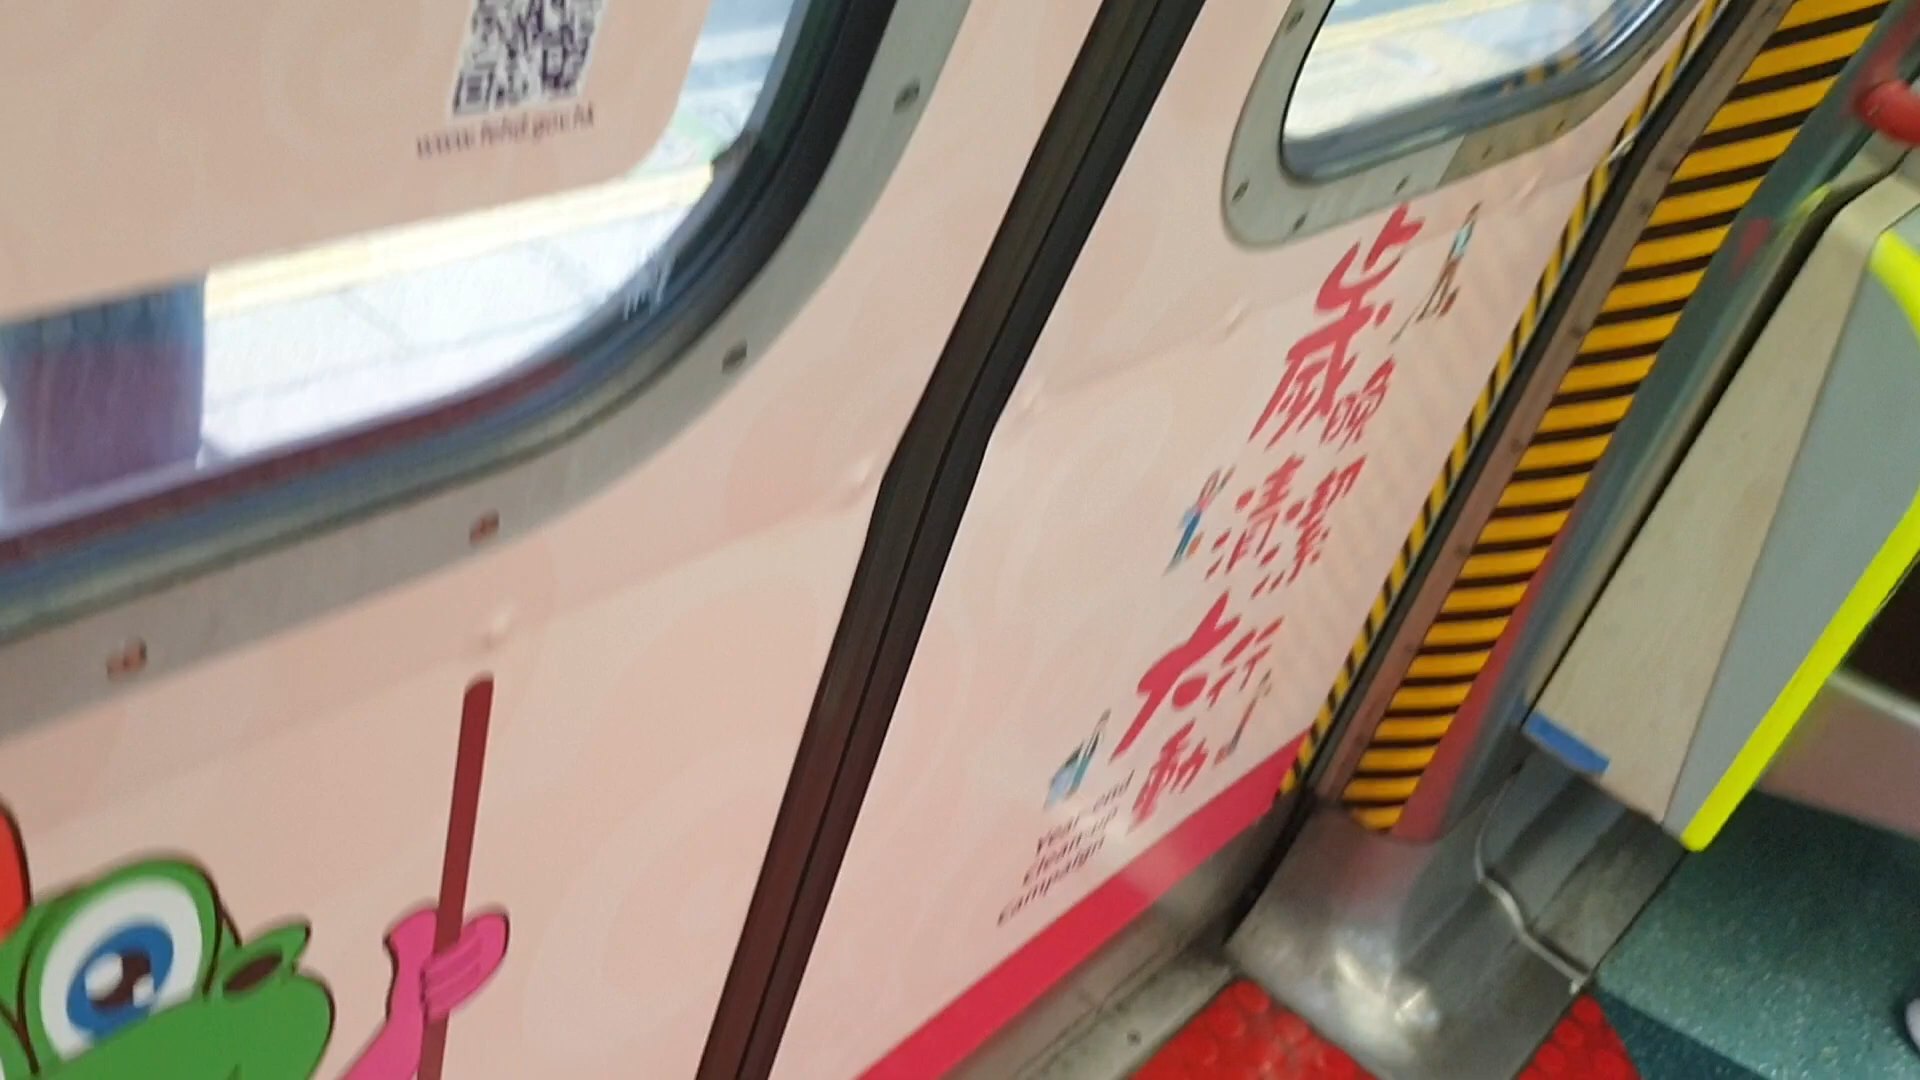 www.fehd.gov.hk
歲晚
清潔
大行動
Year-end
clean-up
campaign